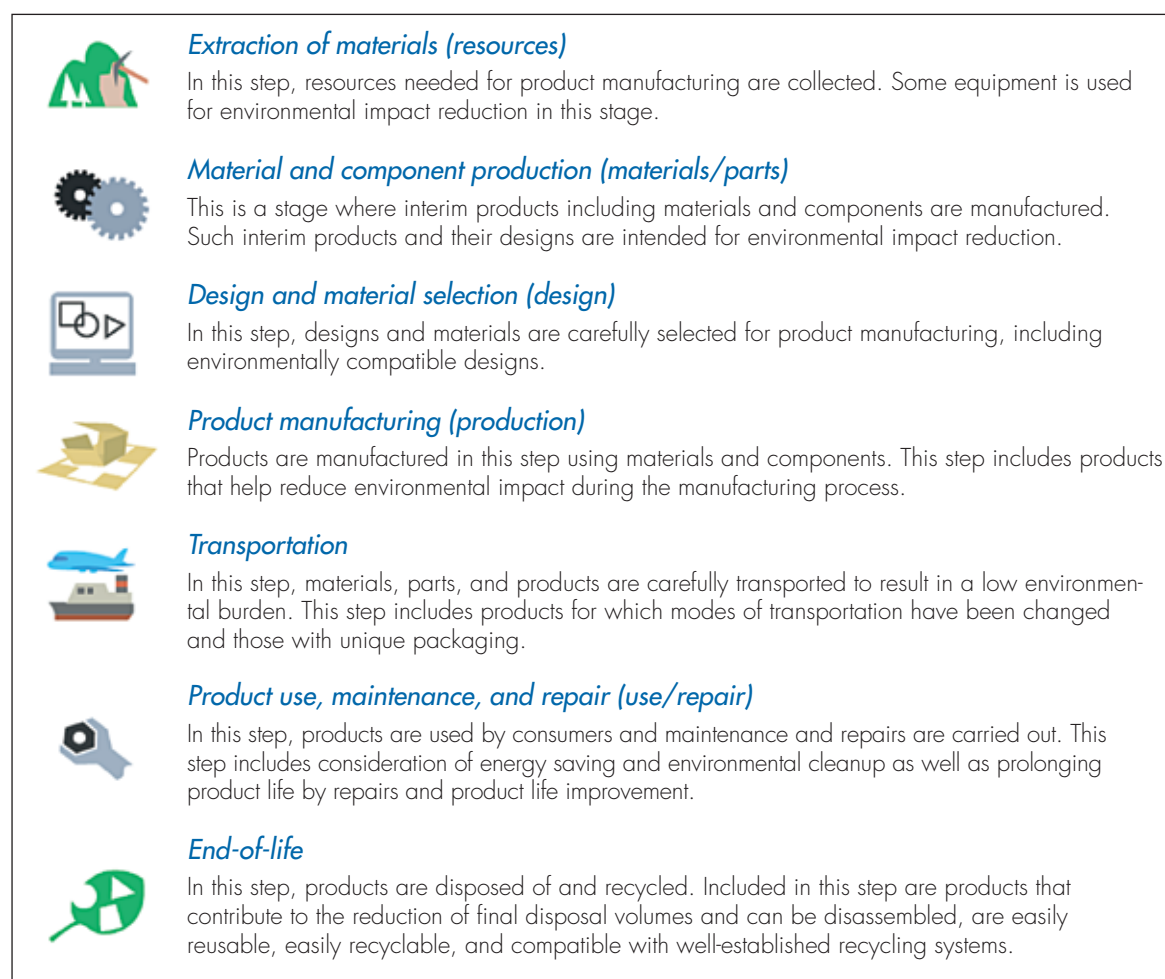 Extraction of materials (resources)
In this step, resources needed for product manufacturing are collected. Some equipment is used
for environmental impact reduction in this stage.
Material and component production (materials/parts)
This is a stage where interim products including materials and components are manufactured.
Such interim products and their designs are intended for environmental impact reduction.
Design and material selection (design)
In this step, designs and materials are carefully selected for product manufacturing, including
environmentally compatible designs.
Product manufacturing (production)
Products are manufactured in this step using materials and components. This step includes products
that help reduce environmental impact during the manufacturing process.
Transportation
In this step, materials, parts, and products are carefully transported to result in a low environmen-
tal burden. This step includes products for which modes of transportation have been changed
and those with unique packaging.
Product use, maintenance, and repair (use/repair)
In this step, products are used by consumers and maintenance and repairs are carried out. This
step includes consideration of energy saving and environmental cleanup as well as prolonging
product life by repairs and product life improvement.
End-of-life
In this step, products are disposed of and recycled. Included in this step are products that
contribute to the reduction of final disposal volumes and can be disassembled, are easily
reusable, easily recyclable, and compatible with well-established recycling systems.